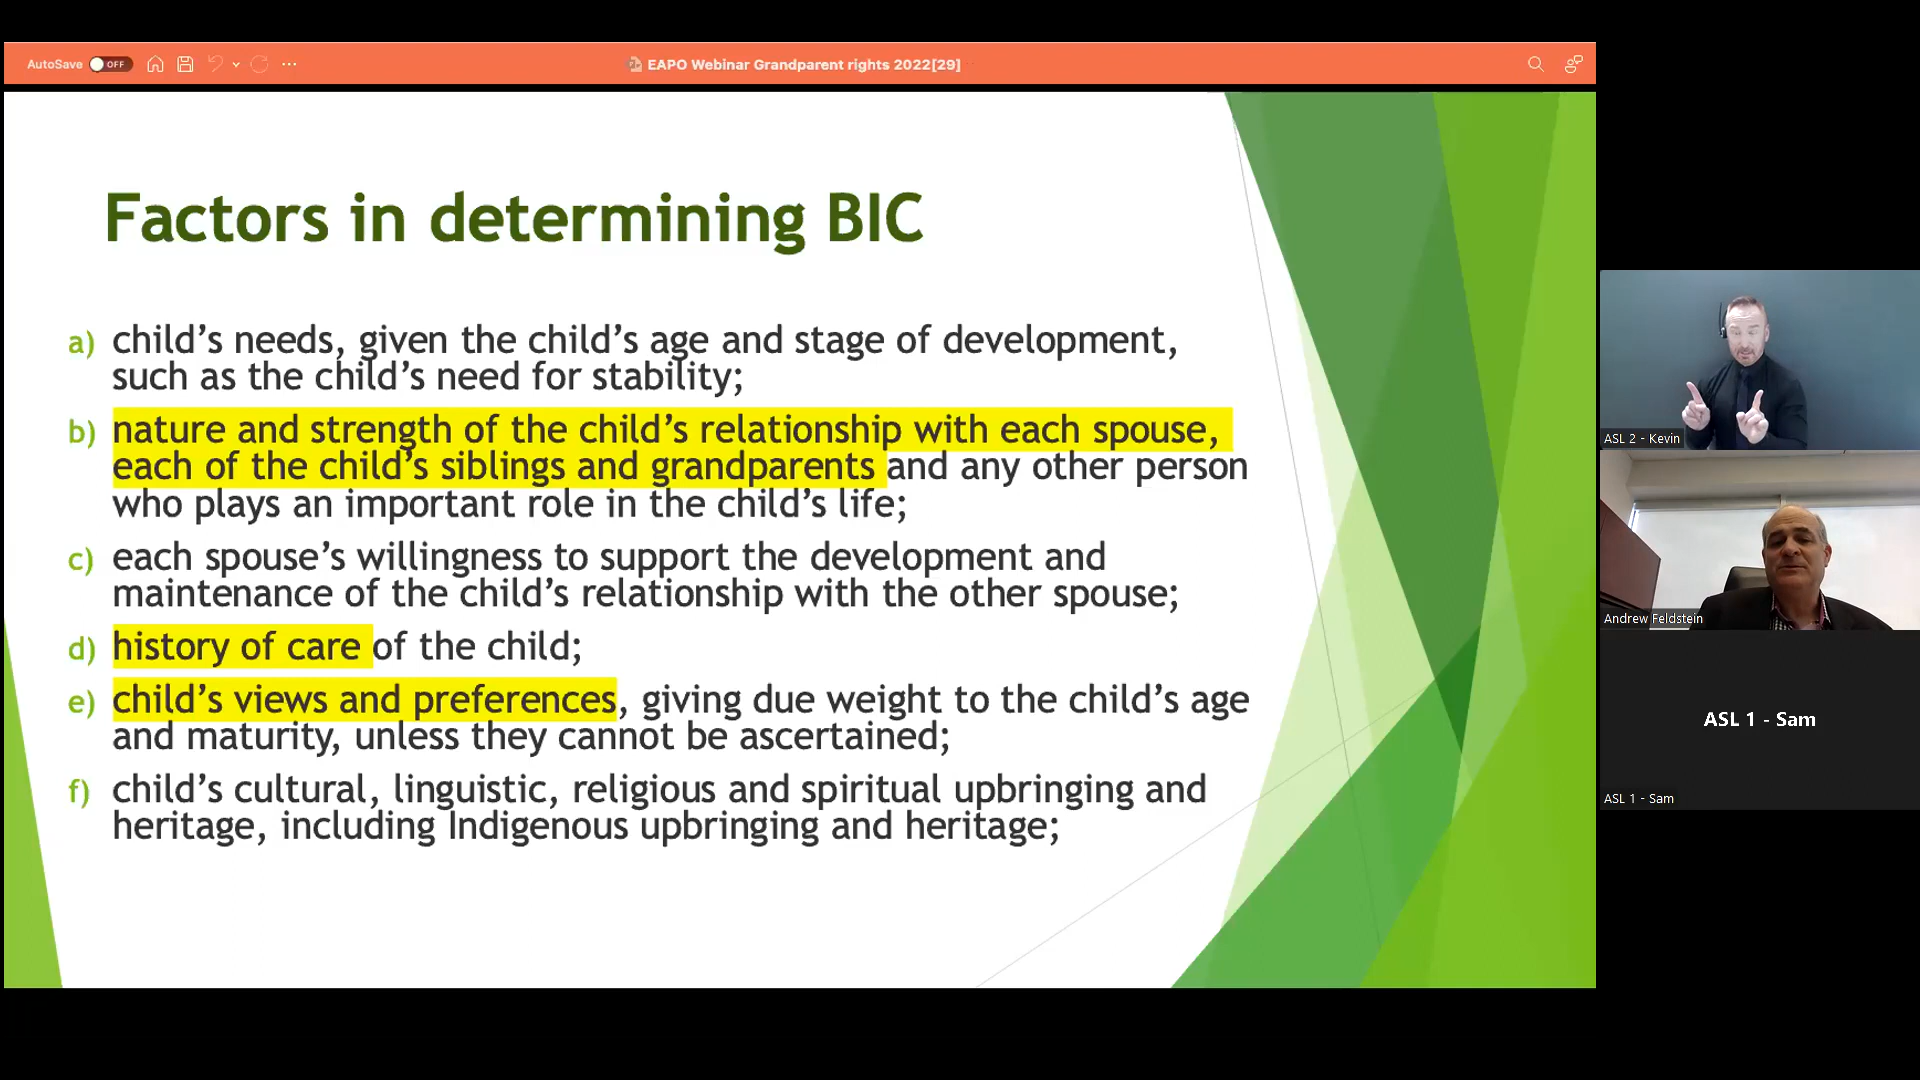 AutoSave OFF
EAPO Webinar Grandparent rights 2022[29]
Factors in determining BIC
a) child’s needs, given the child’s age and stage of development,
such as the child’s need for stability;
b) nature and strength of the child’s relationship with each spouse,
each of the child’s siblings and grandparents and any other person
who plays an important role in the child’s life;
c) each spouse’s willingness to support the development and
maintenance of the child’s relationship with the other spouse;
d) history of care of the child;
e) child’s views and preferences, giving due weight to the child’s age
and maturity, unless they cannot be ascertained;
f) child’s cultural, linguistic, religious and spiritual upbringing and
heritage, including Indigenous upbringing and heritage;
ASL 2 - Kevin
Andrew Feldstein
ASL 1 - Sam
ASL 1 - Sam